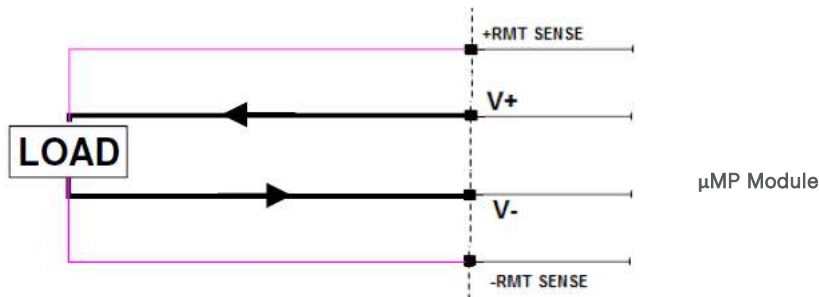 +RMT SENSE
V+
LOAD
μMP Module
V-
-RMT SENSE